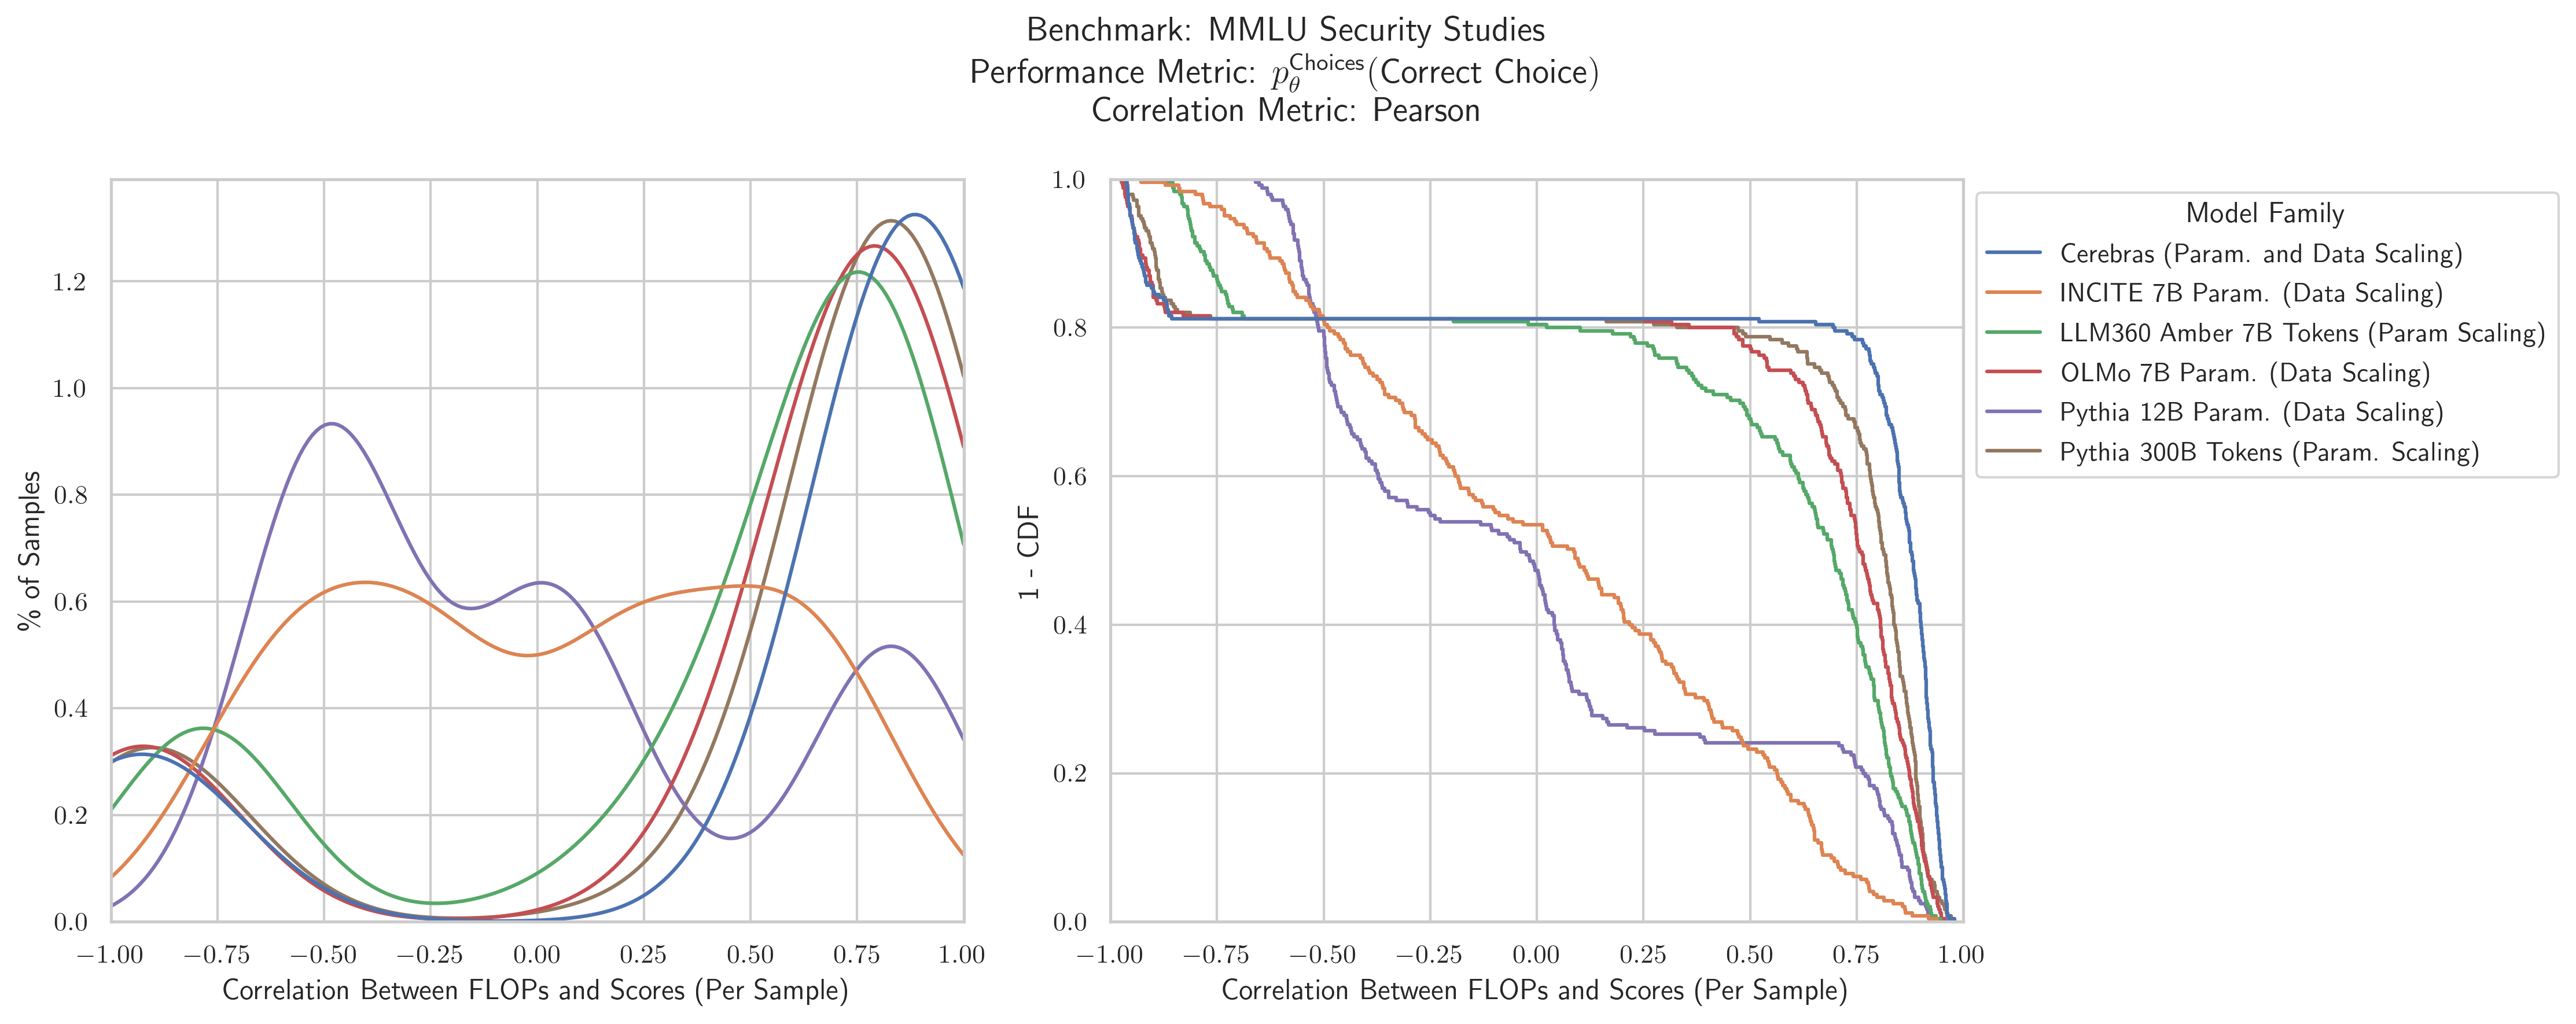 Benchmark: MMLU Security Studies
Performance Metric: p_θ^Choices(Correct Choice)
Correlation Metric: Pearson
% of Samples
1.2
1.0
0.8
0.6
0.4
0.2
0.0
−1.00 −0.75 −0.50 −0.25 0.00 0.25 0.50 0.75 1.00
Correlation Between FLOPs and Scores (Per Sample)
1 - CDF
1.0
0.8
0.6
0.4
0.2
0.0
−1.00 −0.75 −0.50 −0.25 0.00 0.25 0.50 0.75 1.00
Correlation Between FLOPs and Scores (Per Sample)
Model Family
Cerebras (Param. and Data Scaling)
INCITE 7B Param. (Data Scaling)
LLM360 Amber 7B Tokens (Param Scaling)
OLMo 7B Param. (Data Scaling)
Pythia 12B Param. (Data Scaling)
Pythia 300B Tokens (Param. Scaling)